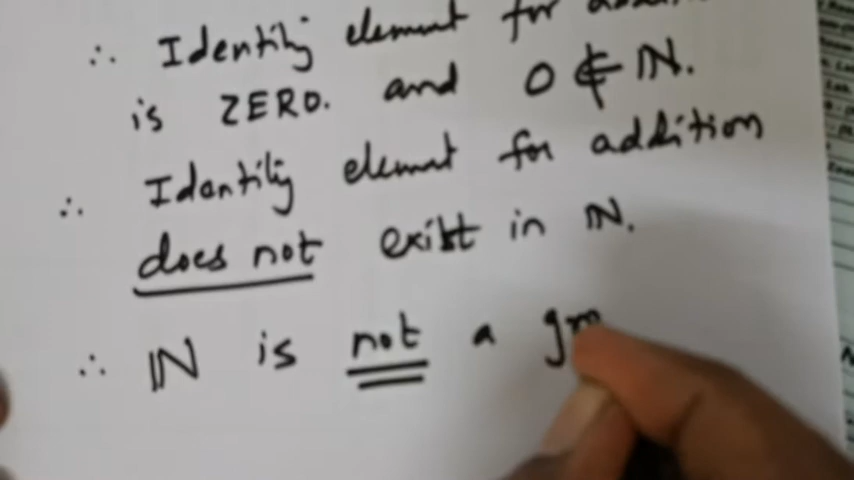 ∴ Identity element for
is ZERO. and 0 ∉ ℕ.
∴ Identity element for addition
does not exist in ℕ.
∴ ℕ is not a